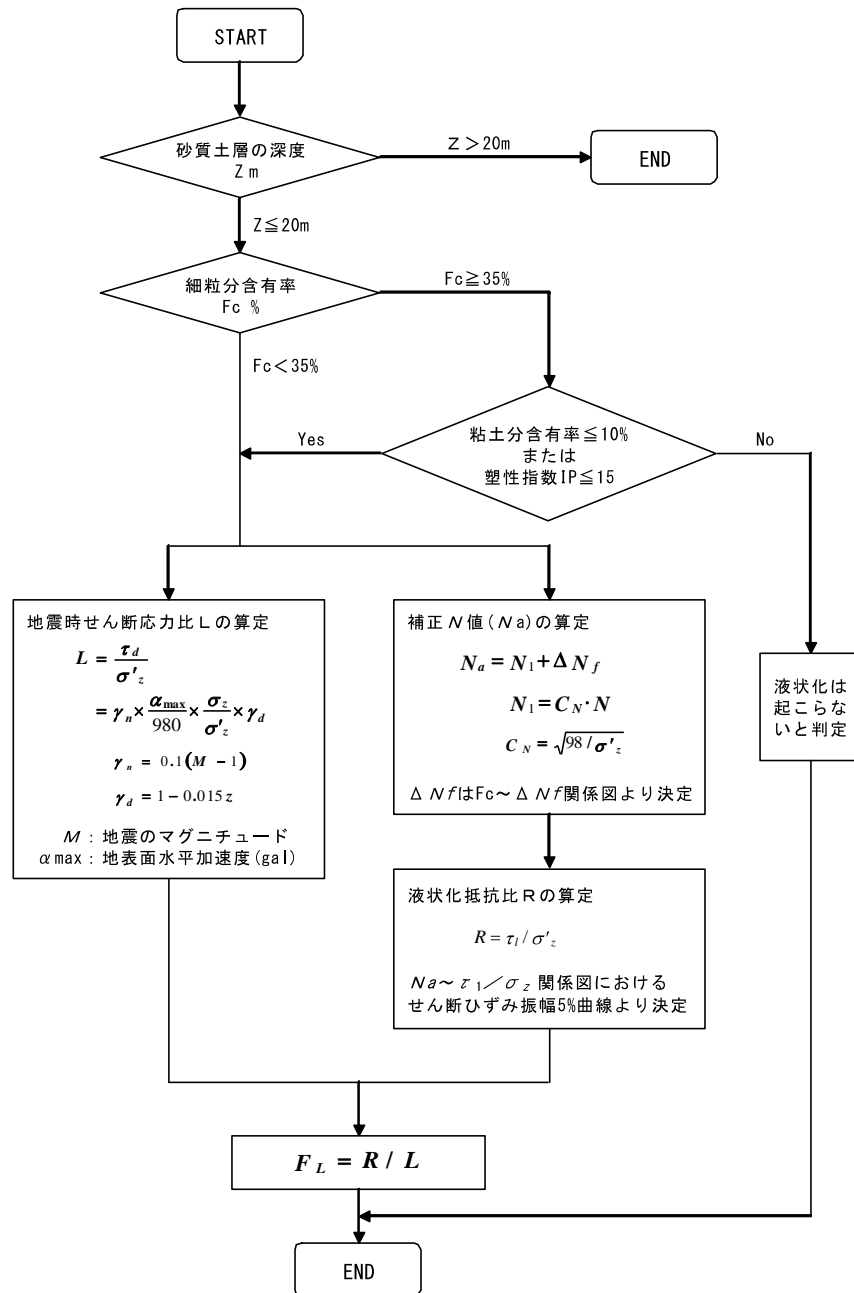 START
砂質土層の深度
Z m
Z＞20m
END
Z≦20m
細粒分含有率
Fc %
Fc≧35%
Fc＜35%
粘土分含有率≦10%
または
塑性指数IP≦15
Yes
No
地震時せん断応力比Lの算定
L = τd / σ'z
= γn × αmax / 980 × σz / σ'z × γd
γn = 0.1(M − 1)
γd = 1 − 0.015z
M : 地震のマグニチュード
αmax : 地表面水平加速度(gal)
補正N値(Na)の算定
Na = N1 + ΔNf
N1 = CN · N
CN = √98 / σ'z
ΔNfはFc～ΔNf関係図より決定
液状化抵抗比Rの算定
R = τl / σ'z
Na～τ1／σz 関係図における
せん断ひずみ振幅5%曲線より決定
液状化は
起こらな
いと判定
FL = R / L
END